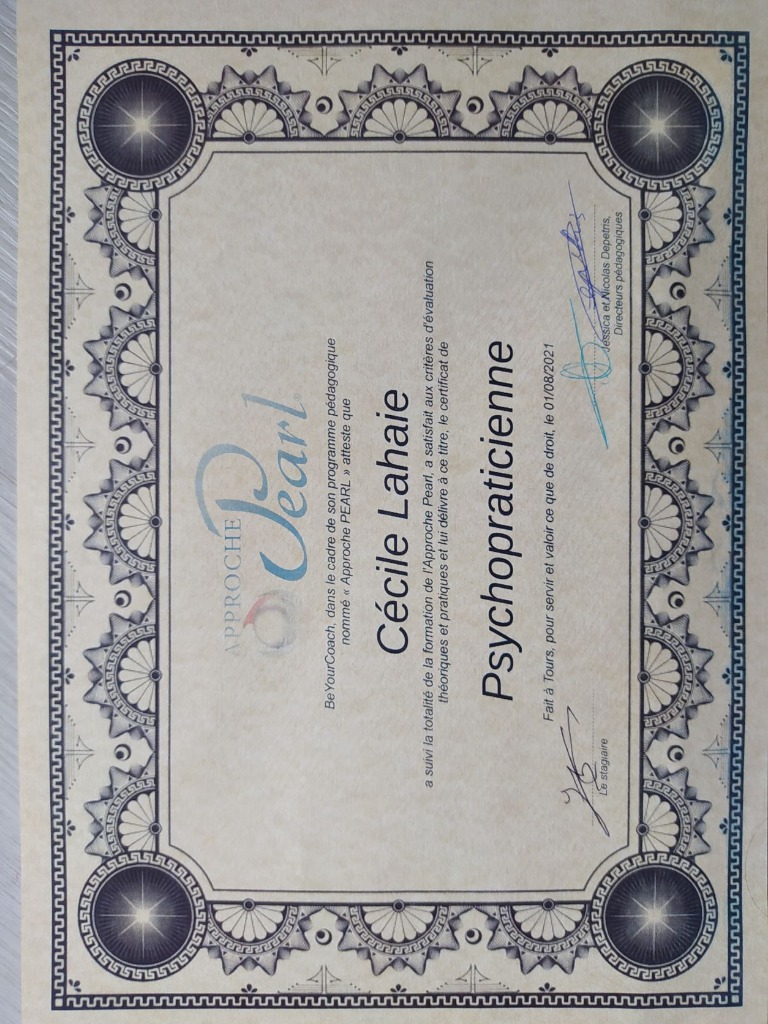 APPROCHE
Pearl
BeYourCoach, dans le cadre de son programme pédagogique
nommé « Approche PEARL » atteste que
Cécile Lahaie
a suivi la totalité de la formation de l'Approche Pearl, a satisfait aux critères d'évaluation
théoriques et pratiques et lui délivre à ce titre, le certificat de
Psychopraticienne
Fait à Tours, pour servir et valoir ce que de droit, le 01/08/2021
Le stagiaire
Jessica et Nicolas Depetris,
Directeurs pédagogiques